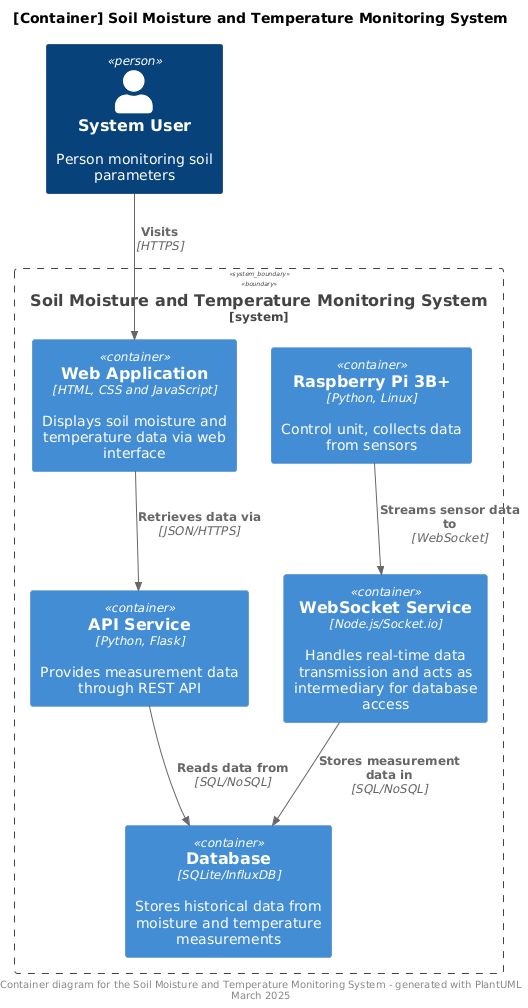 [Container] Soil Moisture and Temperature Monitoring System
«person»
System User
Person monitoring soil
parameters
Visits
[HTTPS]
«system_boundary»
«boundary»
Soil Moisture and Temperature Monitoring System
[system]
«container»
Web Application
[HTML, CSS and JavaScript]
Displays soil moisture and
temperature data via web
interface
«container»
Raspberry Pi 3B+
[Python, Linux]
Control unit, collects data
from sensors
Retrieves data via
[JSON/HTTPS]
Streams sensor data
to
[WebSocket]
«container»
API Service
[Python, Flask]
Provides measurement data
through REST API
«container»
WebSocket Service
[Node.js/Socket.io]
Handles real-time data
transmission and acts as
intermediary for database
access
Reads data from
[SQL/NoSQL]
Stores measurement
data in
[SQL/NoSQL]
«container»
Database
[SQLite/InfluxDB]
Stores historical data from
moisture and temperature
measurements
Container diagram for the Soil Moisture and Temperature Monitoring System - generated with PlantUML
March 2025